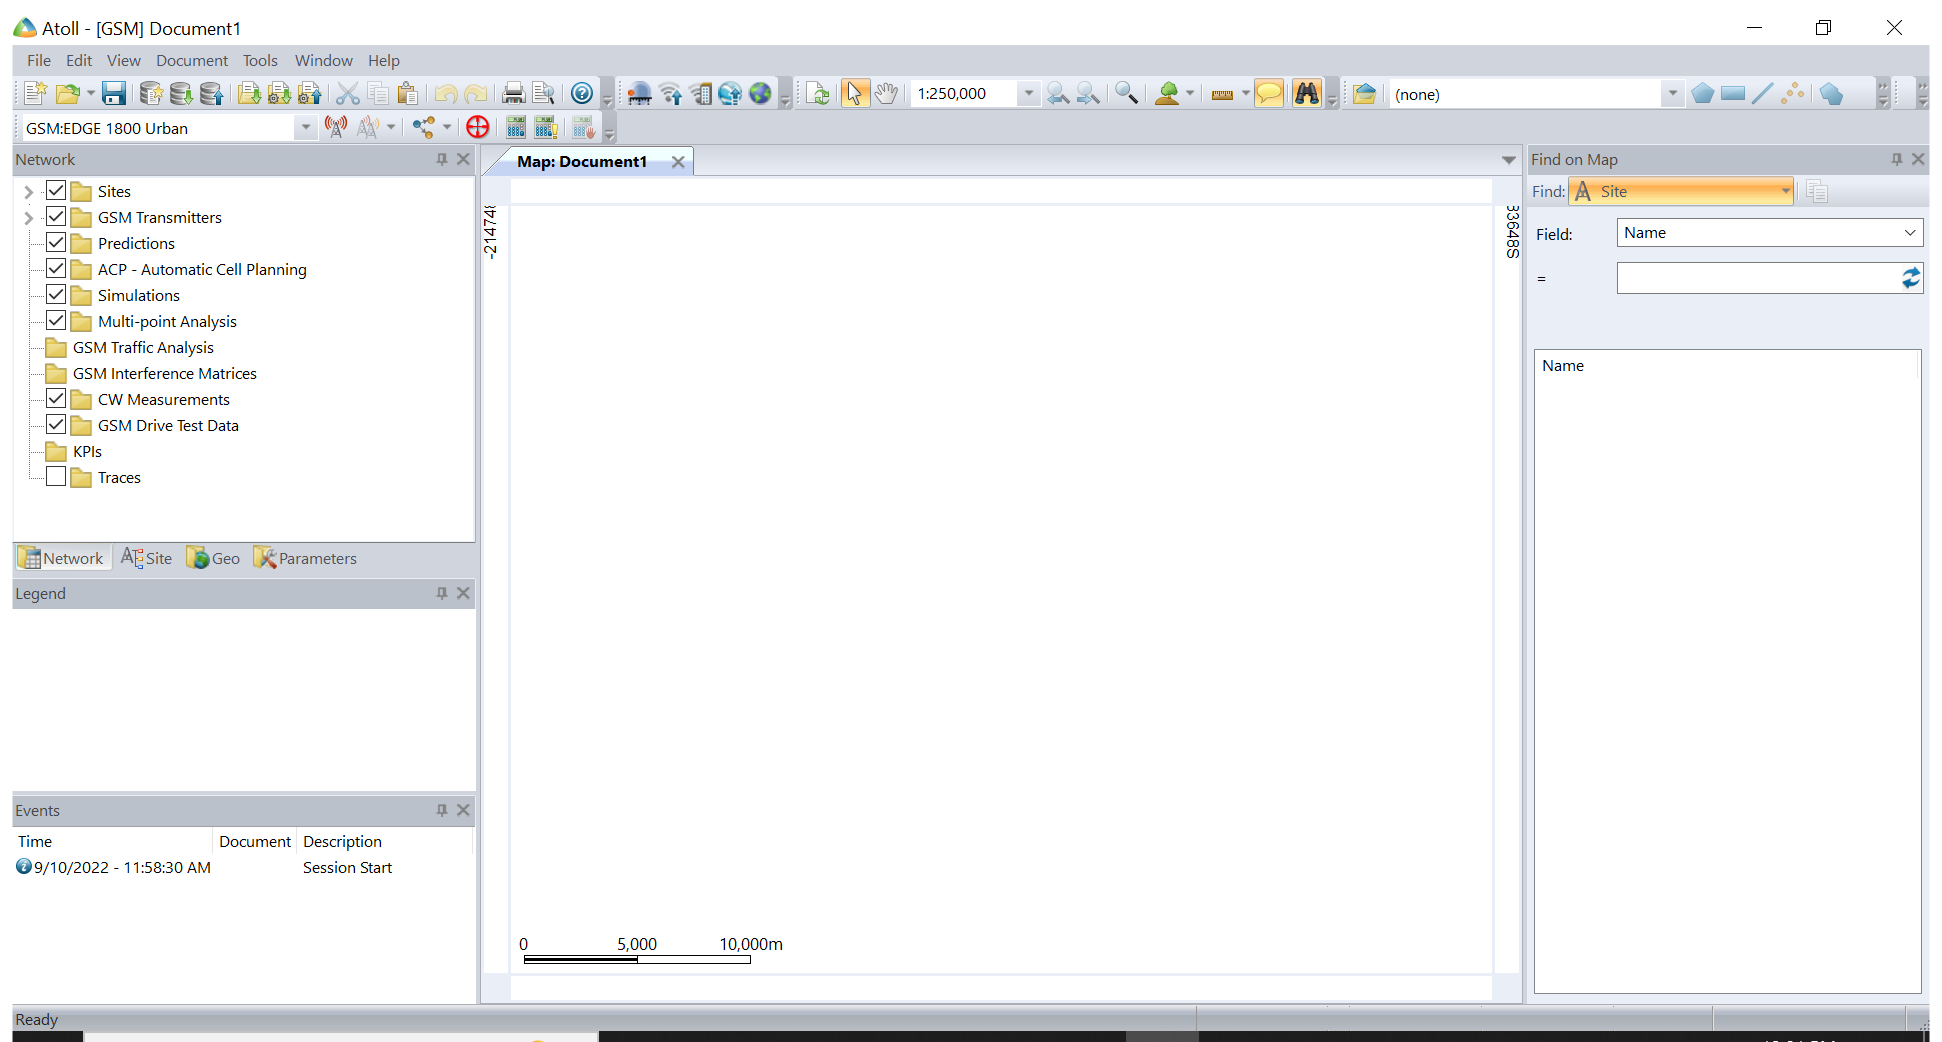 Atoll - [GSM] Document1
File Edit View Document Tools Window Help
1:250,000
(none)
GSM:EDGE 1800 Urban
Network
Sites
GSM Transmitters
Predictions
ACP - Automatic Cell Planning
Simulations
Multi-point Analysis
GSM Traffic Analysis
GSM Interference Matrices
CW Measurements
GSM Drive Test Data
KPIs
Traces
Network Site Geo Parameters
Legend
Events
Time Document Description
9/10/2022 - 11:58:30 AM Session Start
Map: Document1
-214748
33648S
0 5,000 10,000m
Find on Map
Find: Site
Field: Name
=
Name
Ready